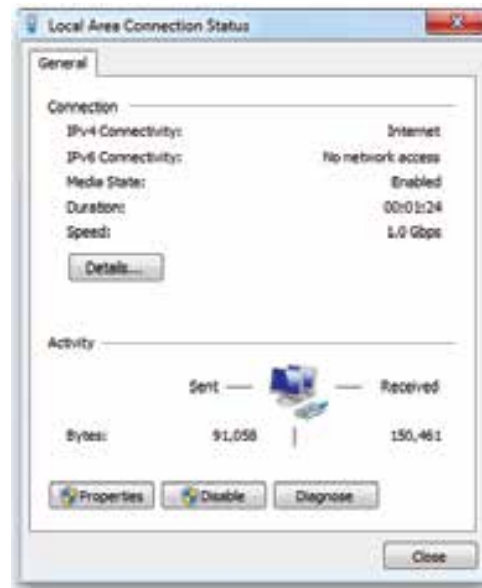 Local Area Connection Status
General
Connection
IPv4 Connectivity: Internet
IPv6 Connectivity: No network access
Media State: Enabled
Duration: 00:01:24
Speed: 1.0 Gbps
Details...
Activity
Sent — — Received
Bytes: 91,058 | 150,461
Properties Disable Diagnose
Close